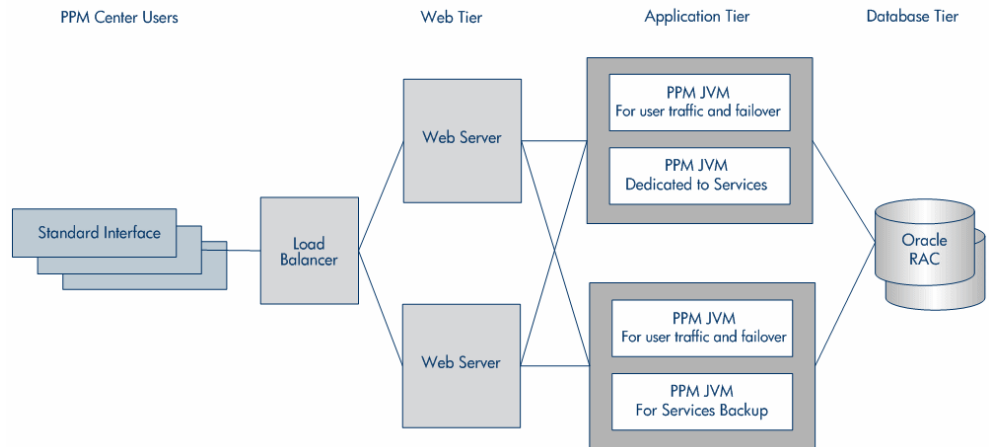 PPM Center Users
Web Tier
Application Tier
Database Tier
Standard Interface
Load
Balancer
Web Server
Web Server
PPM JVM
For user traffic and failover
PPM JVM
Dedicated to Services
PPM JVM
For user traffic and failover
PPM JVM
For Services Backup
Oracle
RAC